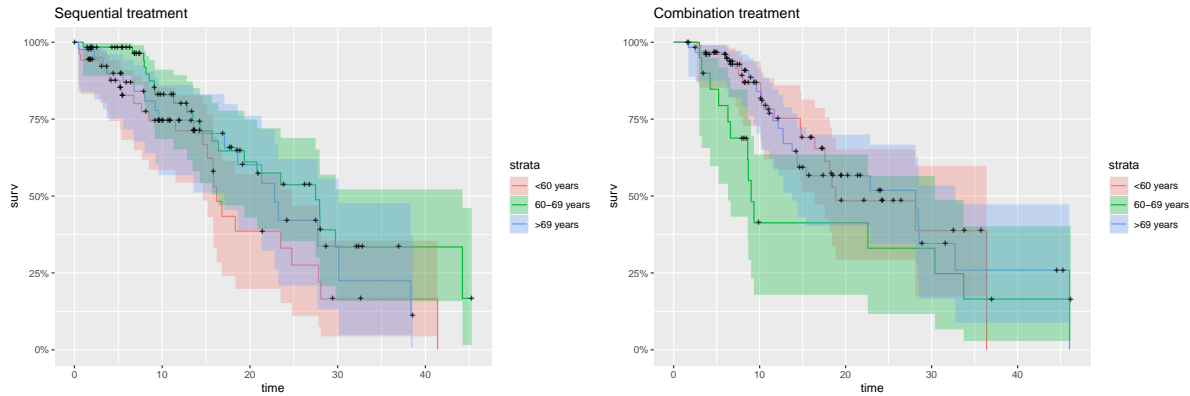 Sequential treatment
100%
75%
50%
25%
0%
surv
0
10
20
30
40
time
strata
<60 years
60−69 years
>69 years
Combination treatment
100%
75%
50%
25%
0%
surv
0
10
20
30
40
time
strata
<60 years
60−69 years
>69 years